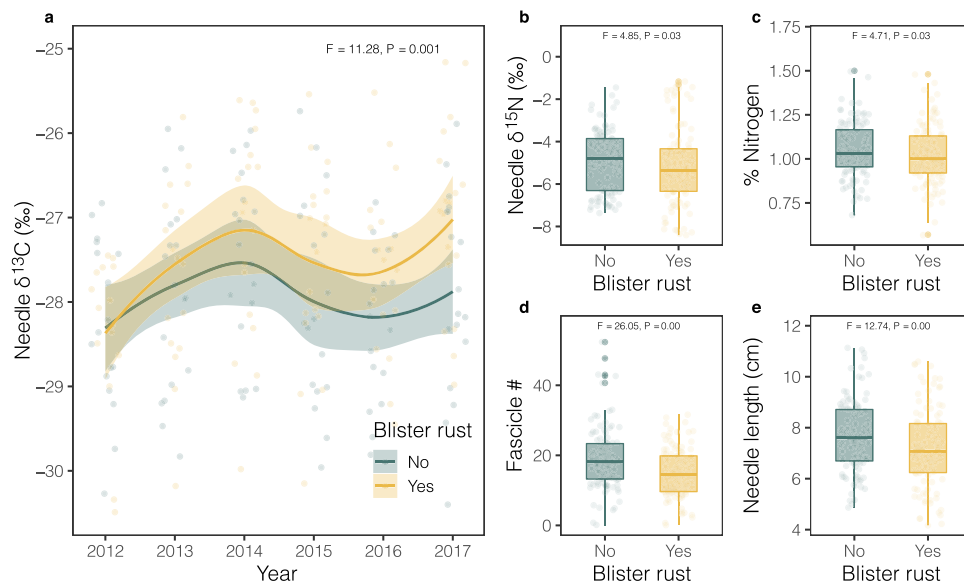 a
F = 11.28, P = 0.001
−25
−26
−27
−28
−29
−30
Needle δ13C (‰)
2012
2013
2014
2015
2016
2017
Year
Blister rust
No
Yes
b
F = 4.85, P = 0.03
0
−2
−4
−6
−8
Needle δ15N (‰)
No
Yes
Blister rust
c
F = 4.71, P = 0.03
1.50
1.25
1.00
0.75
% Nitrogen
No
Yes
Blister rust
d
F = 26.05, P = 0.00
40
20
0
Fascicle #
No
Yes
Blister rust
e
F = 12.74, P = 0.00
12
10
8
6
4
Needle length (cm)
No
Yes
Blister rust